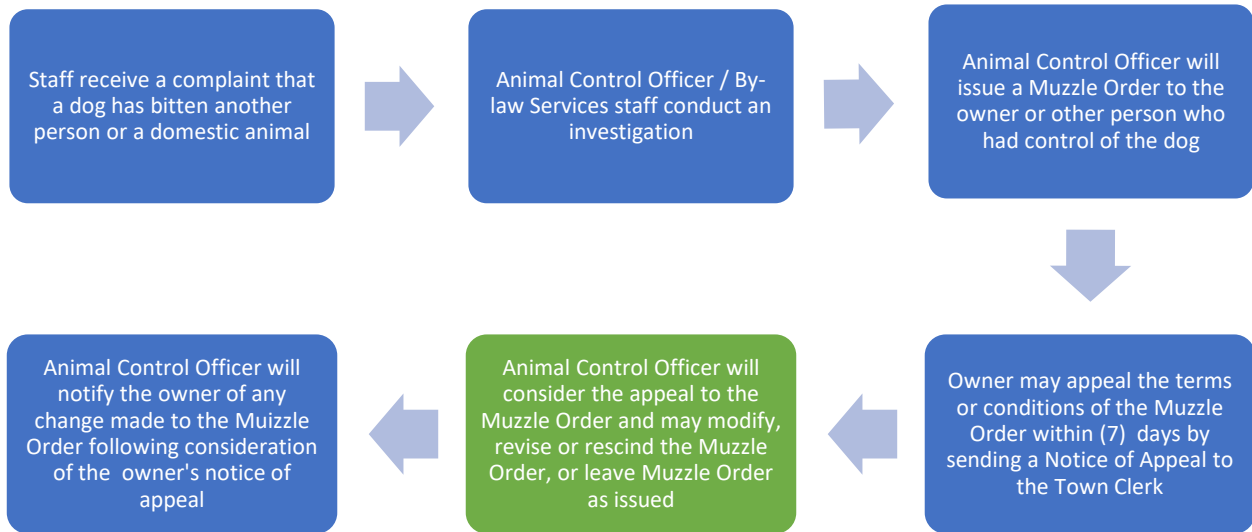 Staff receive a complaint that
a dog has bitten another
person or a domestic animal
Animal Control Officer / By-
law Services staff conduct an
investigation
Animal Control Officer will
issue a Muzzle Order to the
owner or other person who
had control of the dog
Owner may appeal the terms
or conditions of the Muzzle
Order within (7) days by
sending a Notice of Appeal to
the Town Clerk
Animal Control Officer will
consider the appeal to the
Muzzle Order and may modify,
revise or rescind the Muzzle
Order, or leave Muzzle Order
as issued
Animal Control Officer will
notify the owner of any
change made to the Muizzle
Order following consideration
of the owner's notice of
appeal